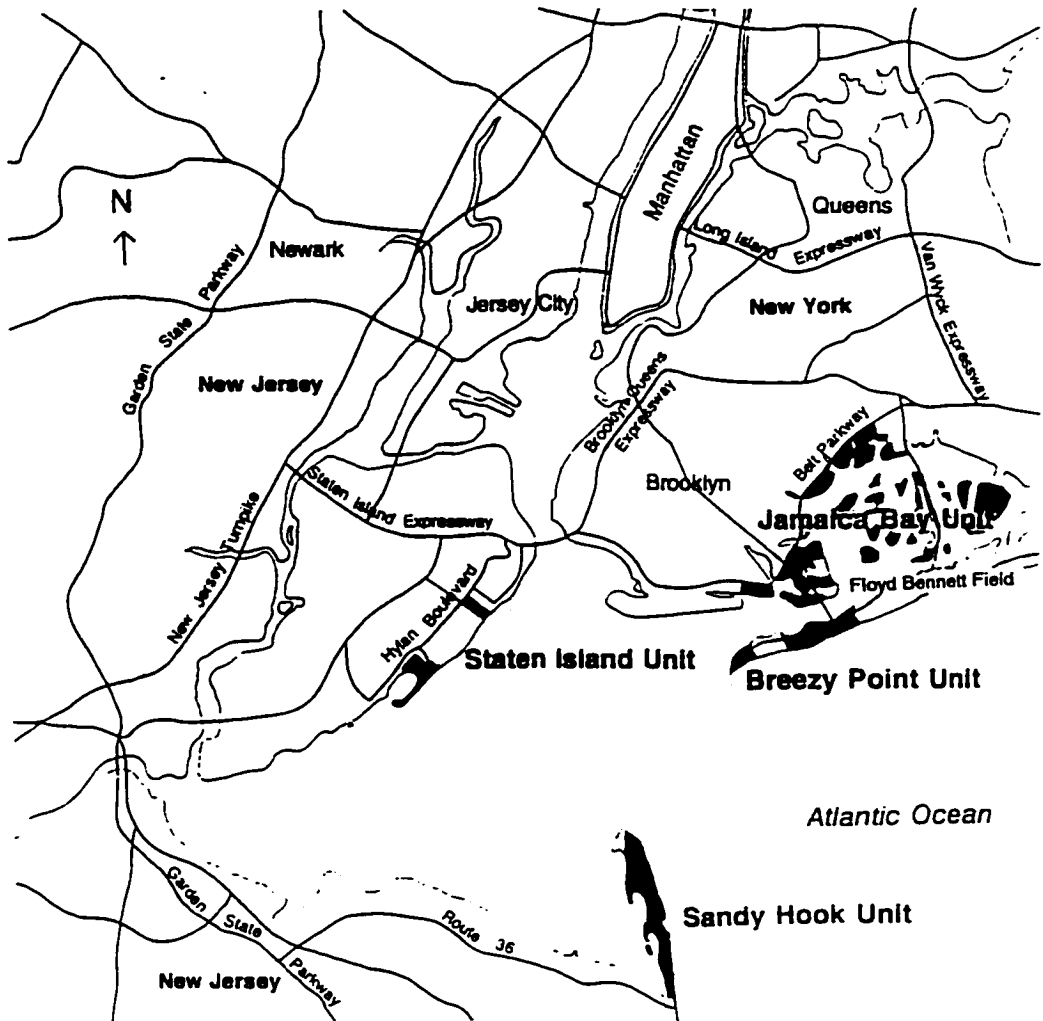 Manhattan
Queens
N
Long Island Expressway
Newark
Garden State Parkway
Van Wyck Expressway
Jersey City
New York
New Jersey
Brooklyn Queens
Expressway
Belt Parkway
Staten Island Expressway
Brooklyn
New Jersey Turnpike
Jamaica Bay Unit
Floyd Bennett Field
Hylan Boulevard
Staten Island Unit
Breezy Point Unit
Atlantic Ocean
Garden State Parkway
Route 36
Sandy Hook Unit
New Jersey